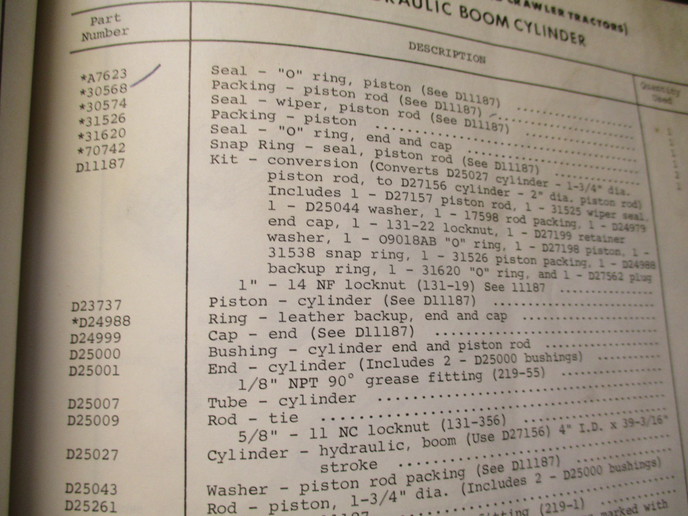 CRAWLER TRACTORS)
BOOM CYLINDER
Part
Number
DESCRIPTION
Quantity
Used
*A7623 Seal - "O" ring, piston (See D11187)
*30568 Packing - piston rod (See D11187)
*30574 Seal - wiper, piston rod (See D11187)
*31526 Packing - piston
*31620 Seal - "O" ring, end and cap
*70742 Snap Ring - seal, piston rod (See D11187)
D11187 Kit - conversion (Converts D25027 cylinder - 1-3/4" dia.
piston rod, to D27156 cylinder - 2" dia. piston rod)
Includes 1 - D27157 piston rod, 1 - 31525 wiper seal,
1 - D25044 washer, 1 - 17598 rod packing, 1 - D24979
end cap, 1 - 131-22 locknut, 1 - D27199 retainer
washer, 1 - O9018AB "O" ring, 1 - D27198 piston, 1 -
31538 snap ring, 1 - 31526 piston packing, 1 - D24988
backup ring, 1 - 31620 "O" ring, and 1 - D27562 plug
1" - 14 NF locknut (131-19) See 11187
D23737 Piston - cylinder (See D11187)
*D24988 Ring - leather backup, end and cap
D24999 Cap - end (See D11187)
D25000 Bushing - cylinder end and piston rod
D25001 End - cylinder (Includes 2 - D25000 bushings)
1/8" NPT 90° grease fitting (219-55)
D25007 Tube - cylinder
D25009 Rod - tie
5/8" - 11 NC locknut (131-356)
D25027 Cylinder - hydraulic, boom (Use D27156) 4" I.D. x 39-3/16"
stroke
D25043 Washer - piston rod packing (See D11187)
D25261 Rod - piston, 1-3/4" dia. (Includes 2 - D25000 bushings)
fitting (219-1)
marked with